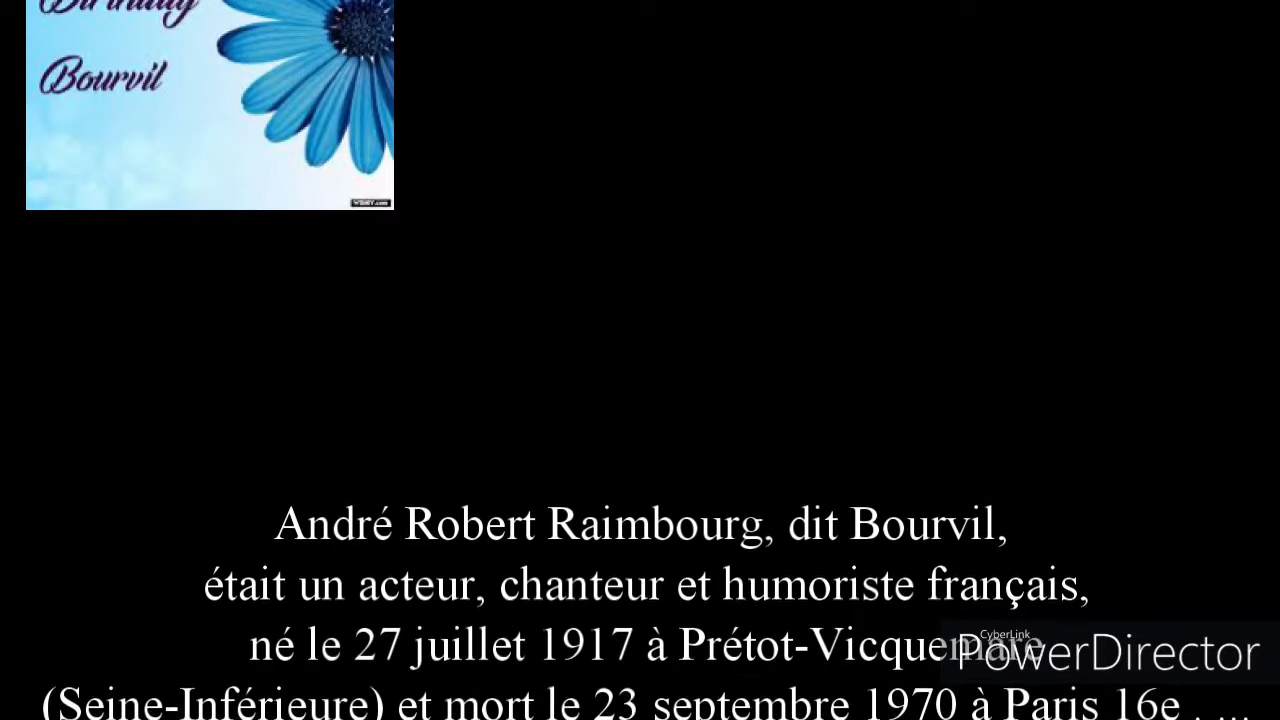 Birthday
Bourvil
André Robert Raimbourg, dit Bourvil,
était un acteur, chanteur et humoriste français,
né le 27 juillet 1917 à Prétot-Vicquemare
CyberLink
PowerDirector
(Seine-Inférieure) et mort le 23 septembre 1970 à Paris 16e . ...